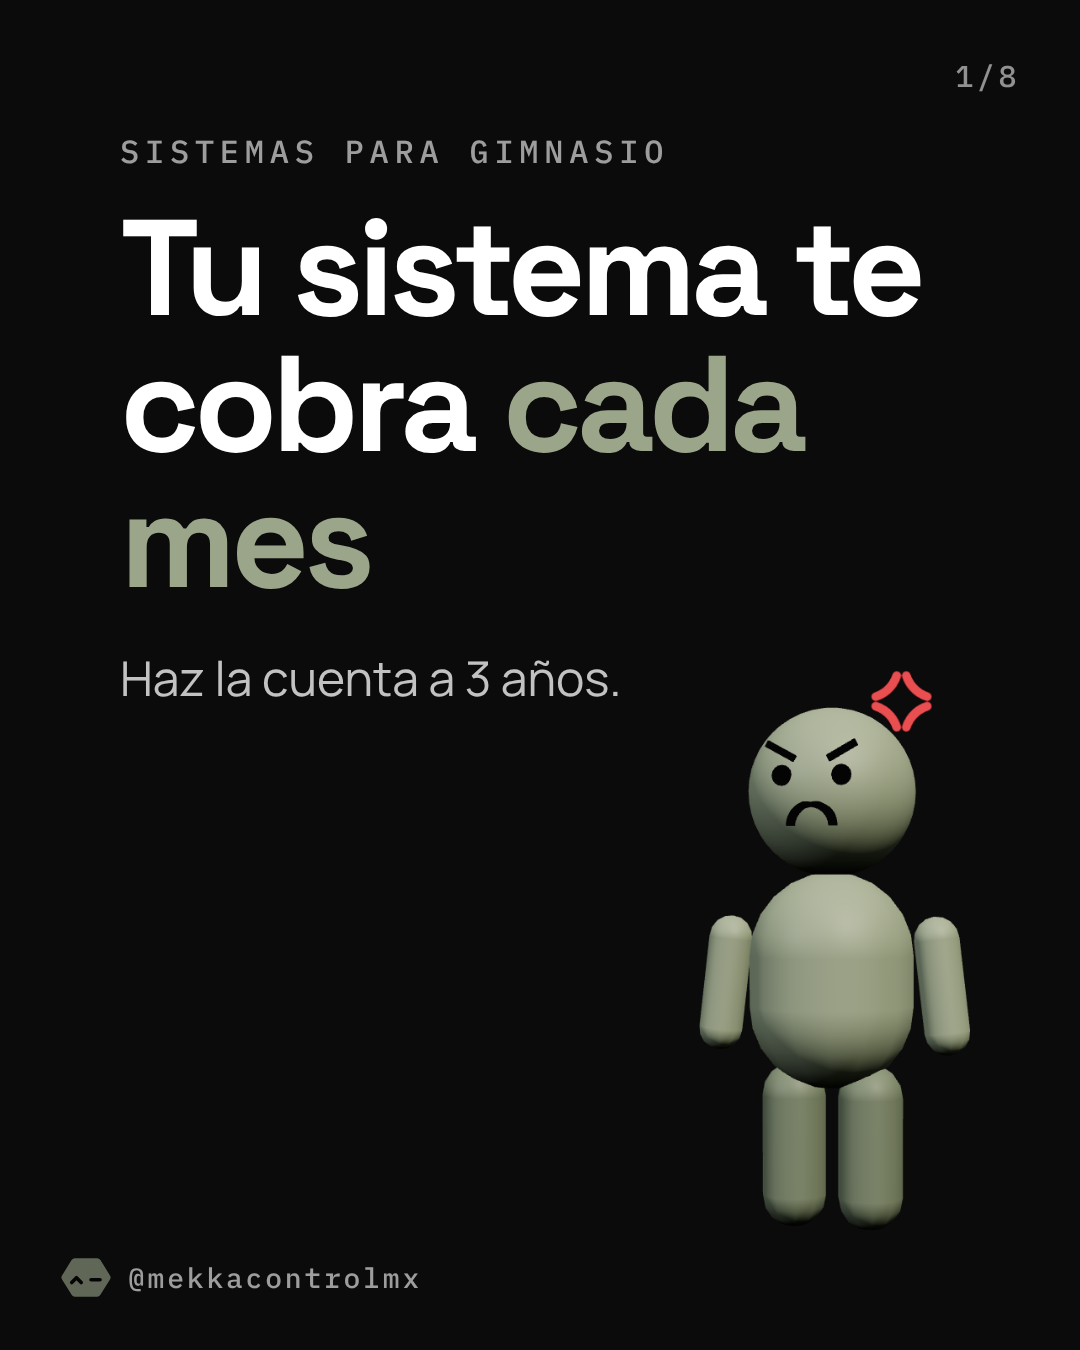 1/8
SISTEMAS PARA GIMNASIO
Tu sistema te
cobra cada
mes
Haz la cuenta a 3 años.
@mekkacontrolmx